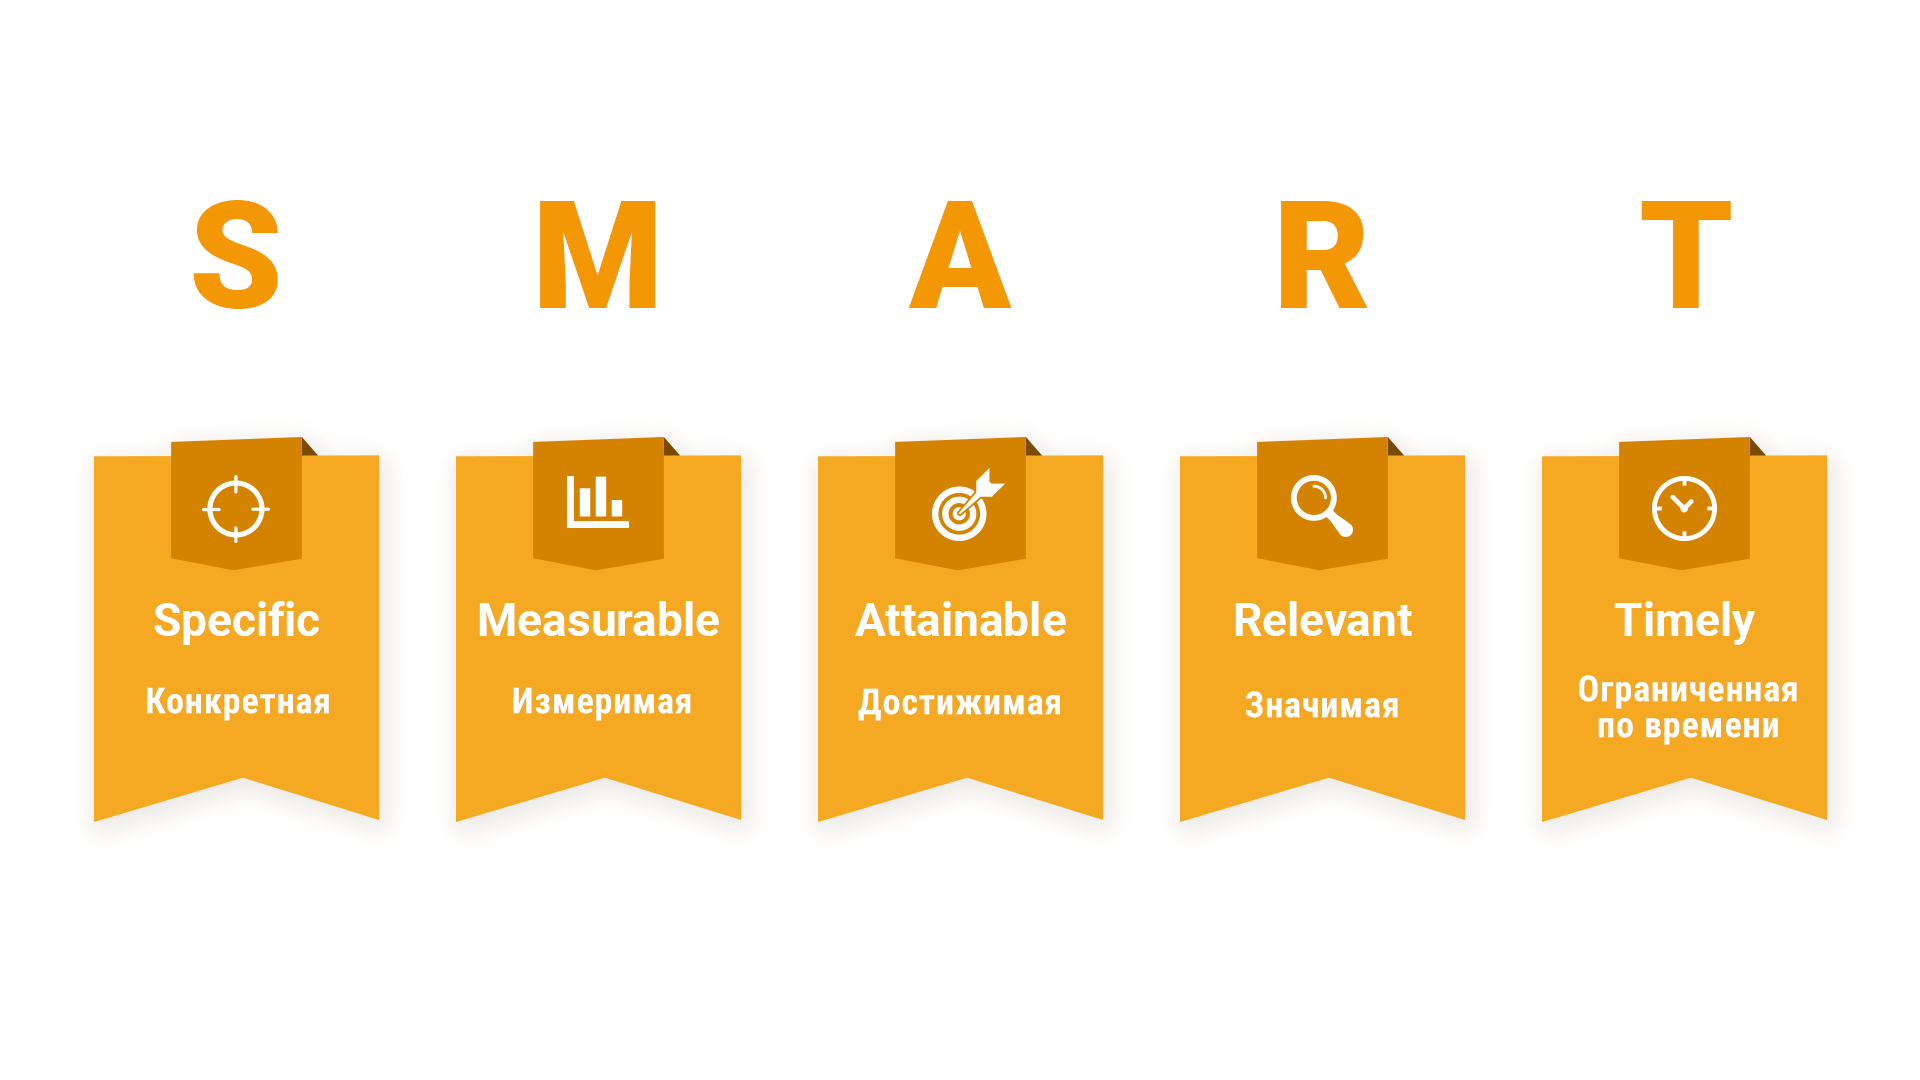 S M A R T
Specific
Конкретная
Measurable
Измеримая
Attainable
Достижимая
Relevant
Значимая
Timely
Ограниченная
по времени